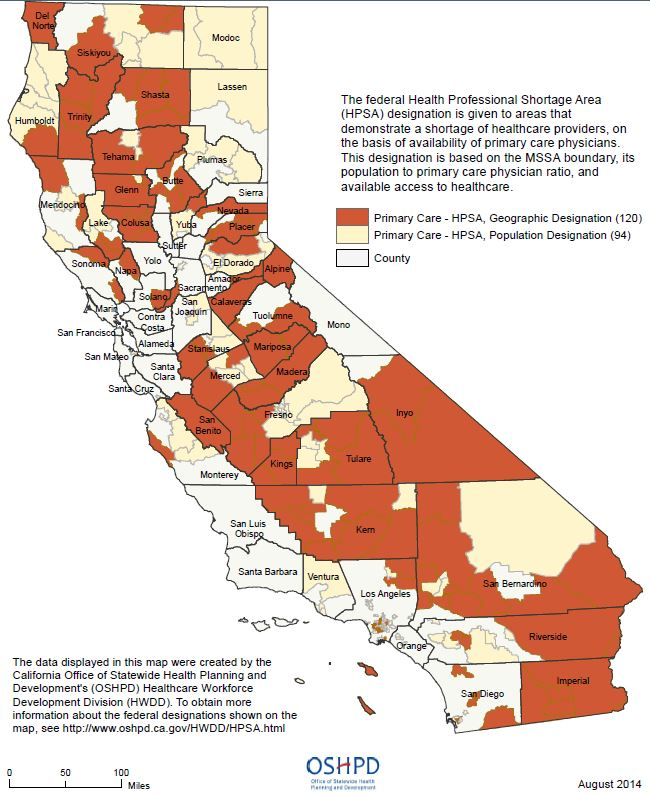 Del
Norte
Siskiyou
Modoc
Shasta
Lassen
Trinity
Humboldt
The federal Health Professional Shortage Area
(HPSA) designation is given to areas that
demonstrate a shortage of healthcare providers, on
the basis of availability of primary care physicians.
This designation is based on the MSSA boundary, its
population to primary care physician ratio, and
available access to healthcare.
Tehama
Plumas
Butte
Glenn
Sierra
Mendocino
Lake
Colusa
Yuba
Nevada
Placer
Sutter
Primary Care - HPSA, Geographic Designation (120)
Primary Care - HPSA, Population Designation (94)
County
Sonoma
Napa
Yolo
El Dorado
Alpine
Amador
Sacramento
Solano
Marin
San
Joaquin
Calaveras
Contra
Costa
Tuolumne
Mono
San Francisco
Alameda
San Mateo
Stanislaus
Mariposa
Santa
Clara
Merced
Madera
Santa Cruz
Fresno
Inyo
San
Benito
Kings
Tulare
Monterey
San Luis
Obispo
Kern
Santa Barbara
Ventura
Los Angeles
San Bernardino
Orange
Riverside
San Diego
Imperial
The data displayed in this map were created by the
California Office of Statewide Health Planning and
Development's (OSHPD) Healthcare Workforce
Development Division (HWDD). To obtain more
information about the federal designations shown on the
map, see http://www.oshpd.ca.gov/HWDD/HPSA.html
0 50 100
Miles
OSHPD
Office of Statewide Health
Planning and Development
August 2014